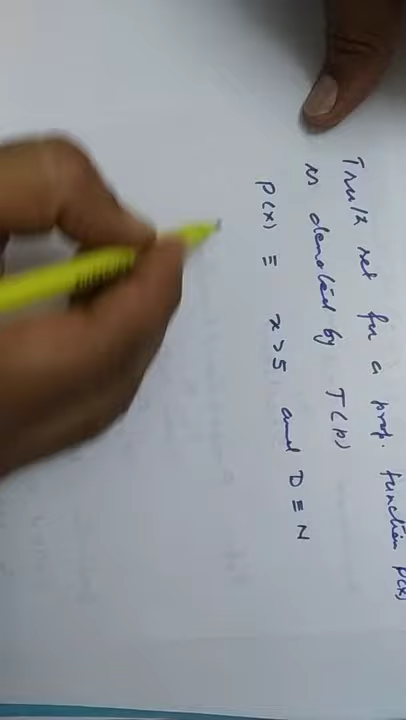 Truth set for a prop. function P(x)
is denoted by T(p)
P(x) ≡ x > 5 and D ≡ N